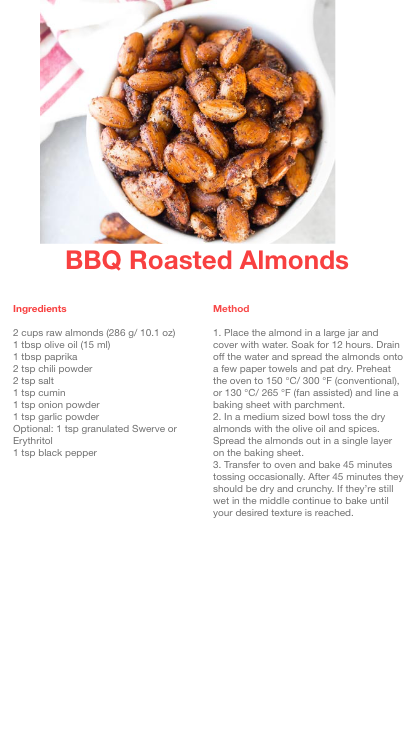 BBQ Roasted Almonds
Ingredients
2 cups raw almonds (286 g/ 10.1 oz)
1 tbsp olive oil (15 ml)
1 tbsp paprika
2 tsp chili powder
2 tsp salt
1 tsp cumin
1 tsp onion powder
1 tsp garlic powder
Optional: 1 tsp granulated Swerve or
Erythritol
1 tsp black pepper
Method
1. Place the almond in a large jar and
cover with water. Soak for 12 hours. Drain
off the water and spread the almonds onto
a few paper towels and pat dry. Preheat
the oven to 150 °C/ 300 °F (conventional),
or 130 °C/ 265 °F (fan assisted) and line a
baking sheet with parchment.
2. In a medium sized bowl toss the dry
almonds with the olive oil and spices.
Spread the almonds out in a single layer
on the baking sheet.
3. Transfer to oven and bake 45 minutes
tossing occasionally. After 45 minutes they
should be dry and crunchy. If they're still
wet in the middle continue to bake until
your desired texture is reached.